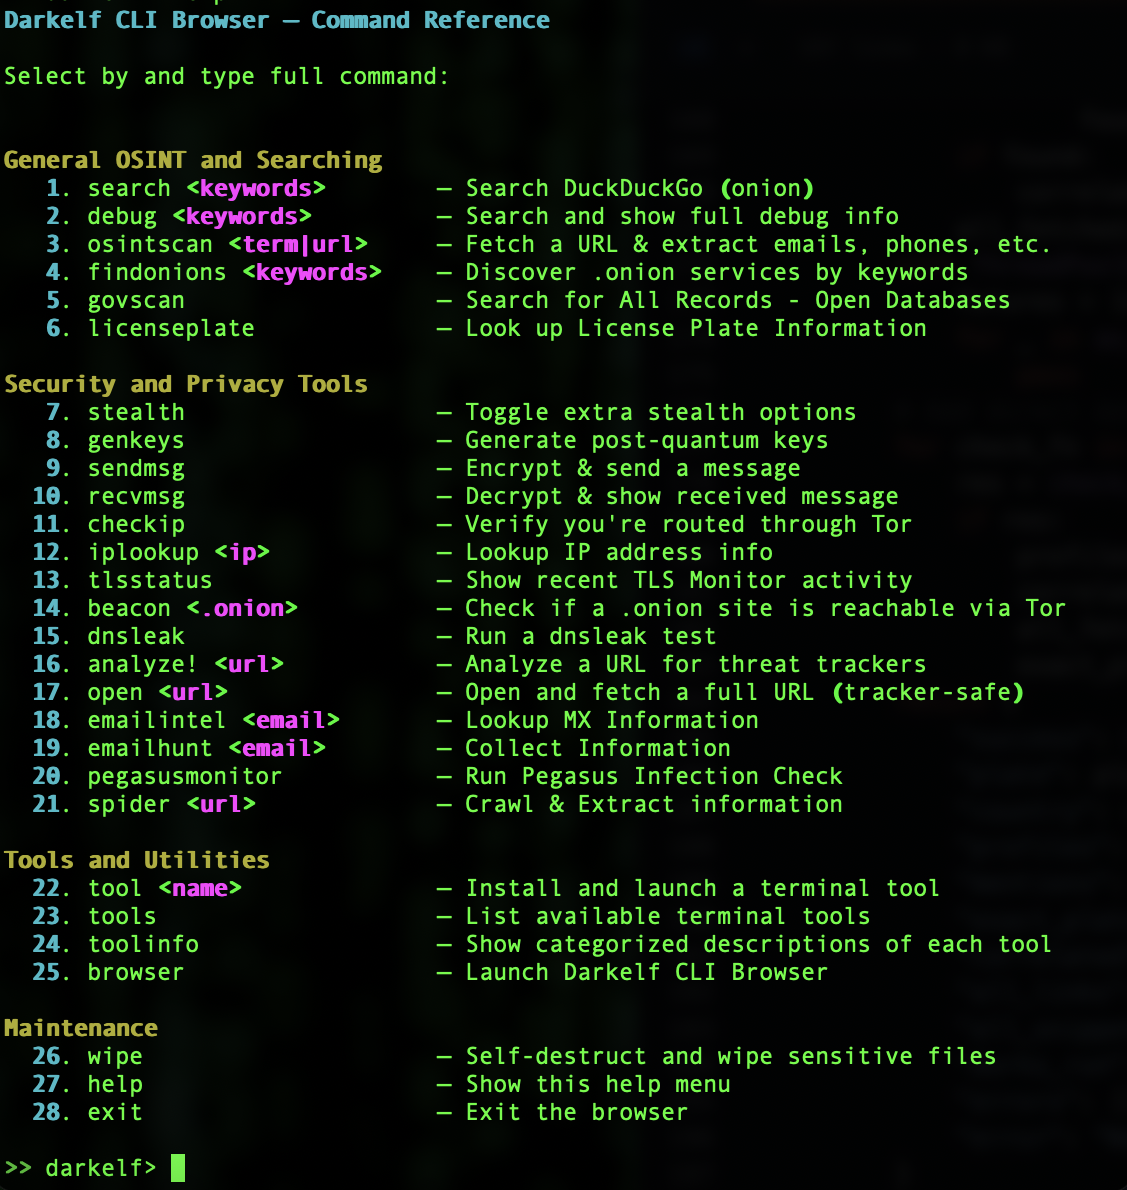 Darkelf CLI Browser — Command Reference
Select by and type full command:
General OSINT and Searching
1. search <keywords> — Search DuckDuckGo (onion)
2. debug <keywords> — Search and show full debug info
3. osintscan <term|url> — Fetch a URL & extract emails, phones, etc.
4. findonions <keywords> — Discover .onion services by keywords
5. govscan — Search for All Records - Open Databases
6. licenseplate — Look up License Plate Information
Security and Privacy Tools
7. stealth — Toggle extra stealth options
8. genkeys — Generate post-quantum keys
9. sendmsg — Encrypt & send a message
10. recvmsg — Decrypt & show received message
11. checkip — Verify you're routed through Tor
12. iplookup <ip> — Lookup IP address info
13. tlsstatus — Show recent TLS Monitor activity
14. beacon <.onion> — Check if a .onion site is reachable via Tor
15. dnsleak — Run a dnsleak test
16. analyze! <url> — Analyze a URL for threat trackers
17. open <url> — Open and fetch a full URL (tracker-safe)
18. emailintel <email> — Lookup MX Information
19. emailhunt <email> — Collect Information
20. pegasusmonitor — Run Pegasus Infection Check
21. spider <url> — Crawl & Extract information
Tools and Utilities
22. tool <name> — Install and launch a terminal tool
23. tools — List available terminal tools
24. toolinfo — Show categorized descriptions of each tool
25. browser — Launch Darkelf CLI Browser
Maintenance
26. wipe — Self-destruct and wipe sensitive files
27. help — Show this help menu
28. exit — Exit the browser
>> darkelf>